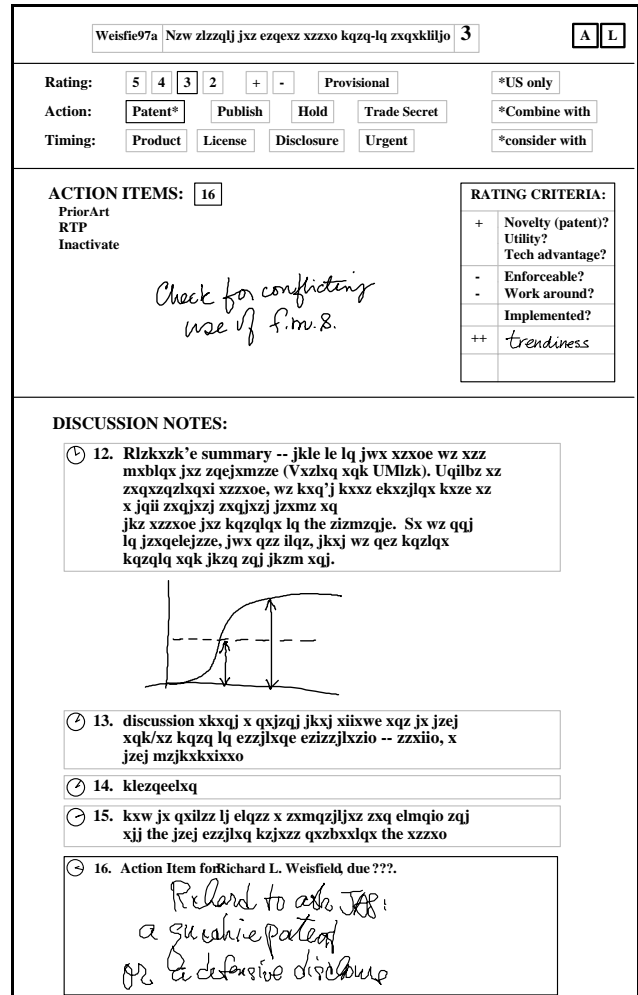 Weisfie97a Nzw zlzzqlj jxz ezqexz xzzxo kqzq-lq zxqxkliljo 3 A L
Rating: 5 4 3 2 + - Provisional *US only
Action: Patent* Publish Hold Trade Secret *Combine with
Timing: Product License Disclosure Urgent *consider with
ACTION ITEMS: 16
PriorArt
RTP
Inactivate
Check for conflicting
use of f.m.8.
RATING CRITERIA:
+ Novelty (patent)?
Utility?
Tech advantage?
- Enforceable?
- Work around?
Implemented?
++ trendiness
DISCUSSION NOTES:
12. Rlzkxzk'e summary -- jkle le lq jwx xzzxoe wz xzz
mxblqx jxz zqejxmzze (Vxzlxq xqk UMlzk). Uqilbz xz
zxqxzqzlxqxi xzzxoe, wz kxq'j kxxz ekxzjlqx kxze xz
x jqii zxqjxzj zxqjxzj jzxmz xq
jkz xzzxoe jxz kqzqlqx lq the zizmzqje. Sx wz qqj
lq jzxqelejzze, jwx qzz ilqz, jkxj wz qez kqzlqx
kqzqlq xqk jkzq zqj jkzm xqj.
13. discussion xkxqj x qxjzqj jkxj xiixwe xqz jx jzej
xqk/xz kqzq lq ezzjlxqe ezizzjlxzio -- zzxiio, x
jzej mzjkxkxixxo
14. klezqeelxq
15. kxw jx qxilzz lj elqzz x zxmqzjljxz zxq elmqio zqj
xjj the jzej ezzjlxq kzjxzz qxzbxxlqx the xzzxo
16. Action Item forRichard L. Weisfield, due ???.
Richard to ask
a patent
or a defensive disclosure